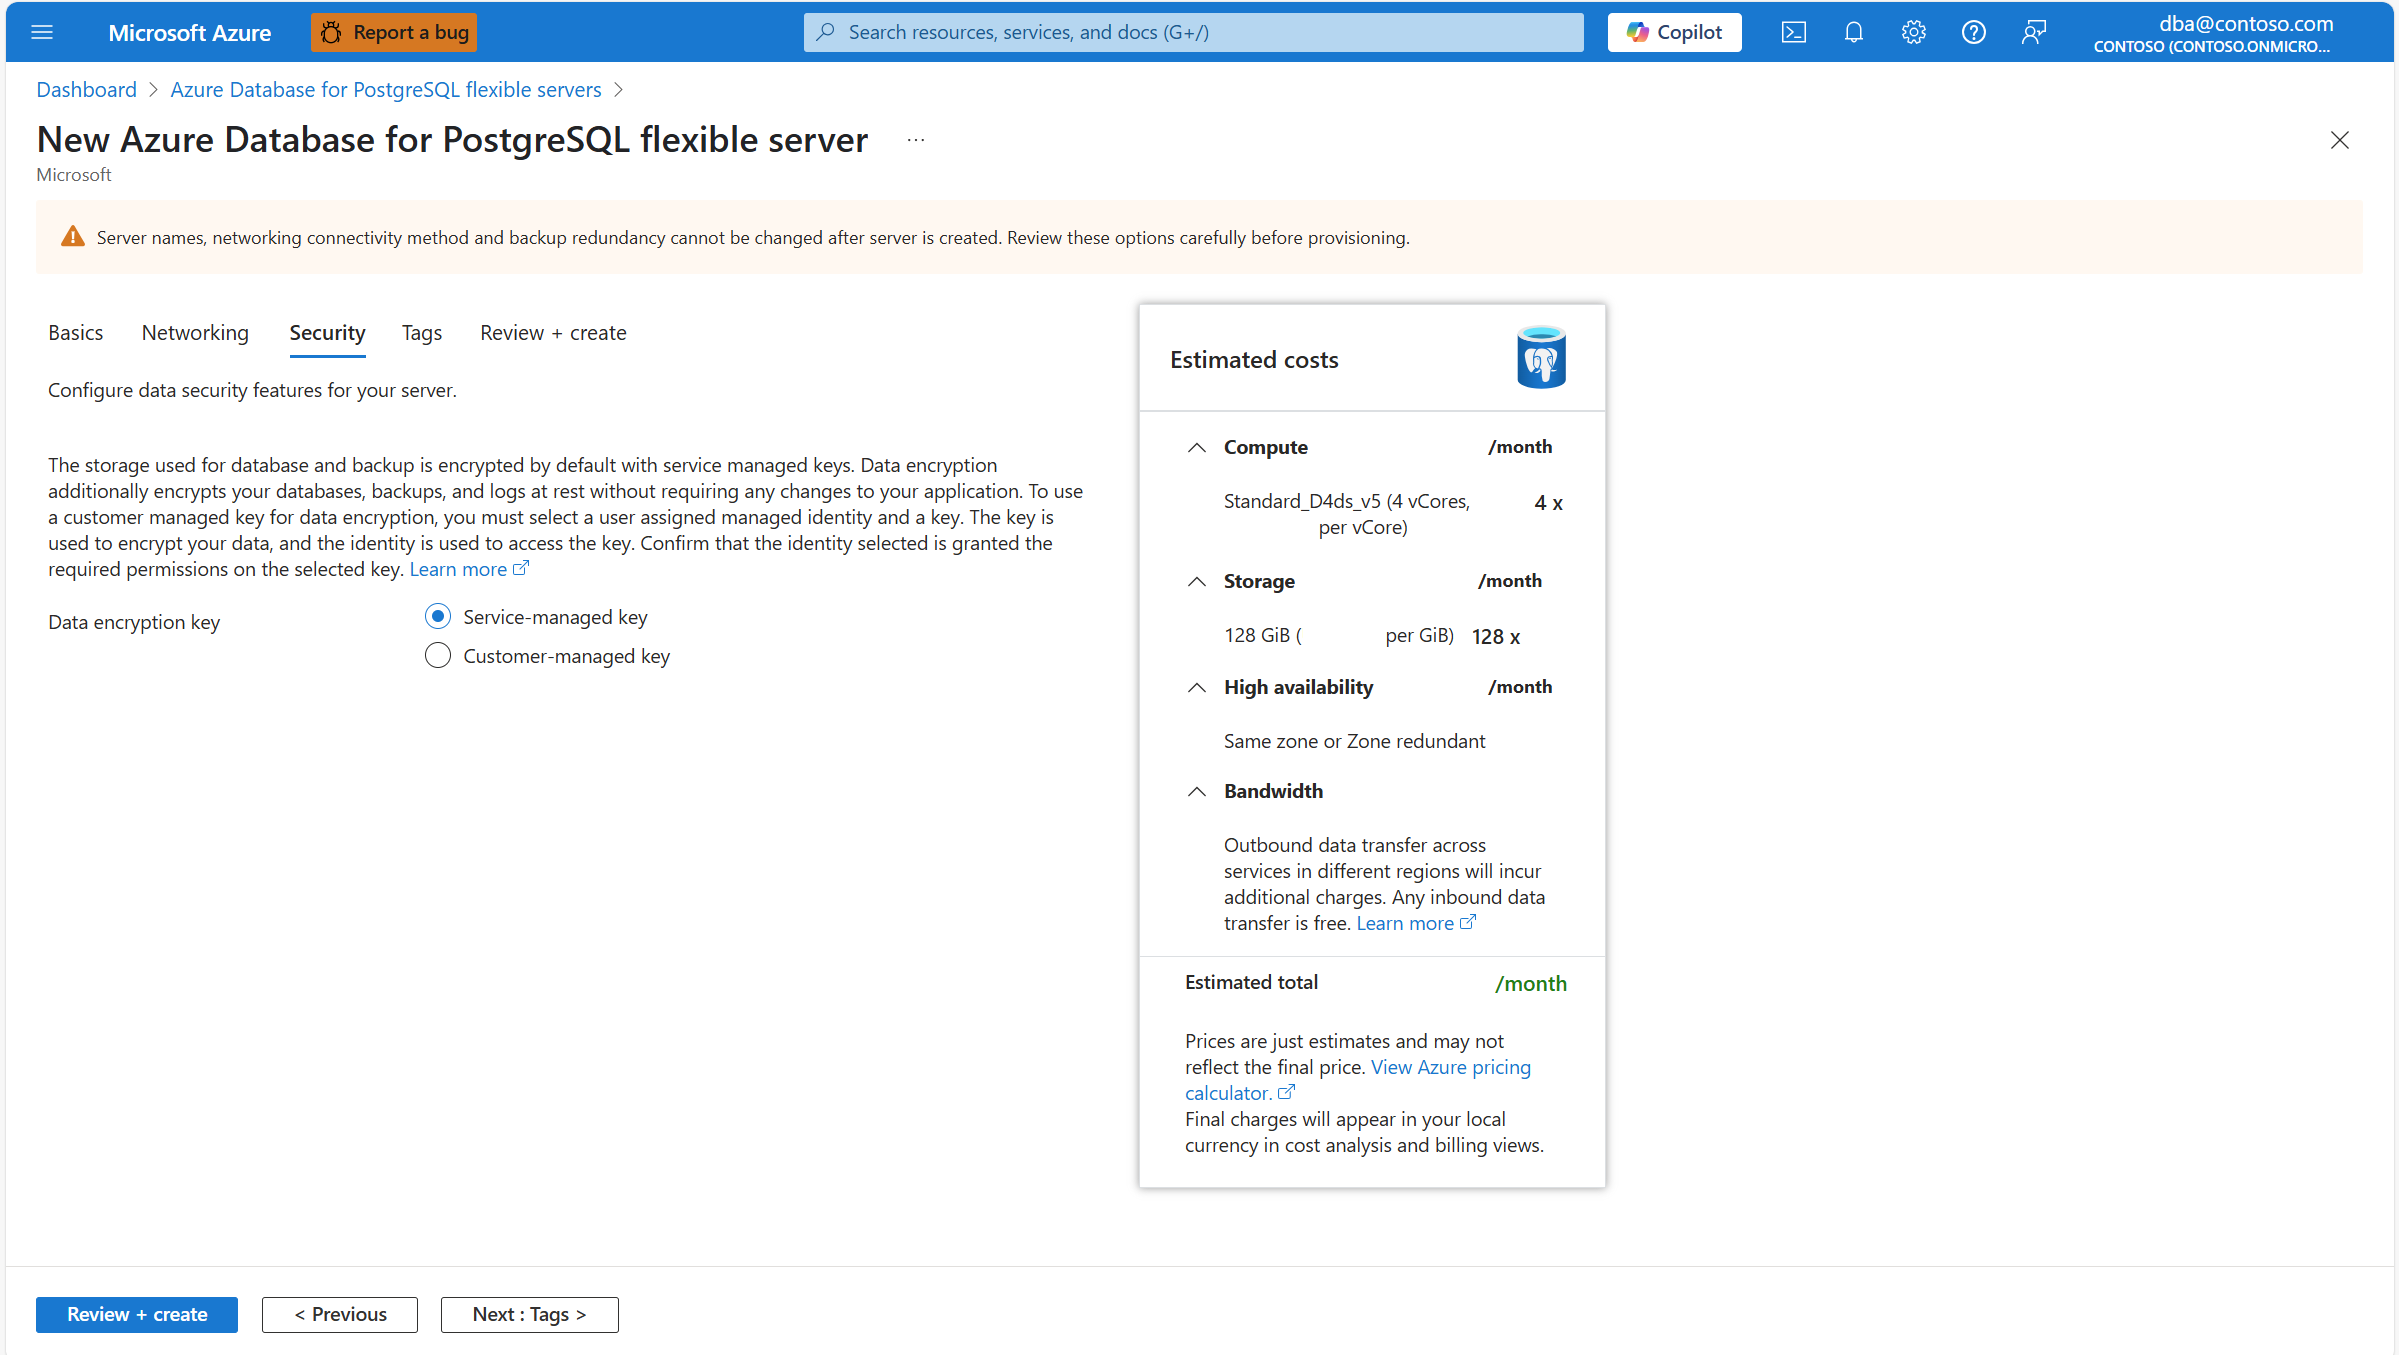 Microsoft Azure
Report a bug
Search resources, services, and docs (G+/)
Copilot
dba@contoso.com
CONTOSO (CONTOSO.ONMICRO...
Dashboard > Azure Database for PostgreSQL flexible servers >
New Azure Database for PostgreSQL flexible server ...
Microsoft
Server names, networking connectivity method and backup redundancy cannot be changed after server is created. Review these options carefully before provisioning.
Basics Networking Security Tags Review + create
Configure data security features for your server.
The storage used for database and backup is encrypted by default with service managed keys. Data encryption
additionally encrypts your databases, backups, and logs at rest without requiring any changes to your application. To use
a customer managed key for data encryption, you must select a user assigned managed identity and a key. The key is
used to encrypt your data, and the identity is used to access the key. Confirm that the identity selected is granted the
required permissions on the selected key. Learn more
Data encryption key
Service-managed key
Customer-managed key
Estimated costs
Compute /month
Standard_D4ds_v5 (4 vCores, 4 x
per vCore)
Storage /month
128 GiB ( per GiB) 128 x
High availability /month
Same zone or Zone redundant
Bandwidth
Outbound data transfer across
services in different regions will incur
additional charges. Any inbound data
transfer is free. Learn more
Estimated total /month
Prices are just estimates and may not
reflect the final price. View Azure pricing
calculator.
Final charges will appear in your local
currency in cost analysis and billing views.
Review + create
< Previous
Next : Tags >